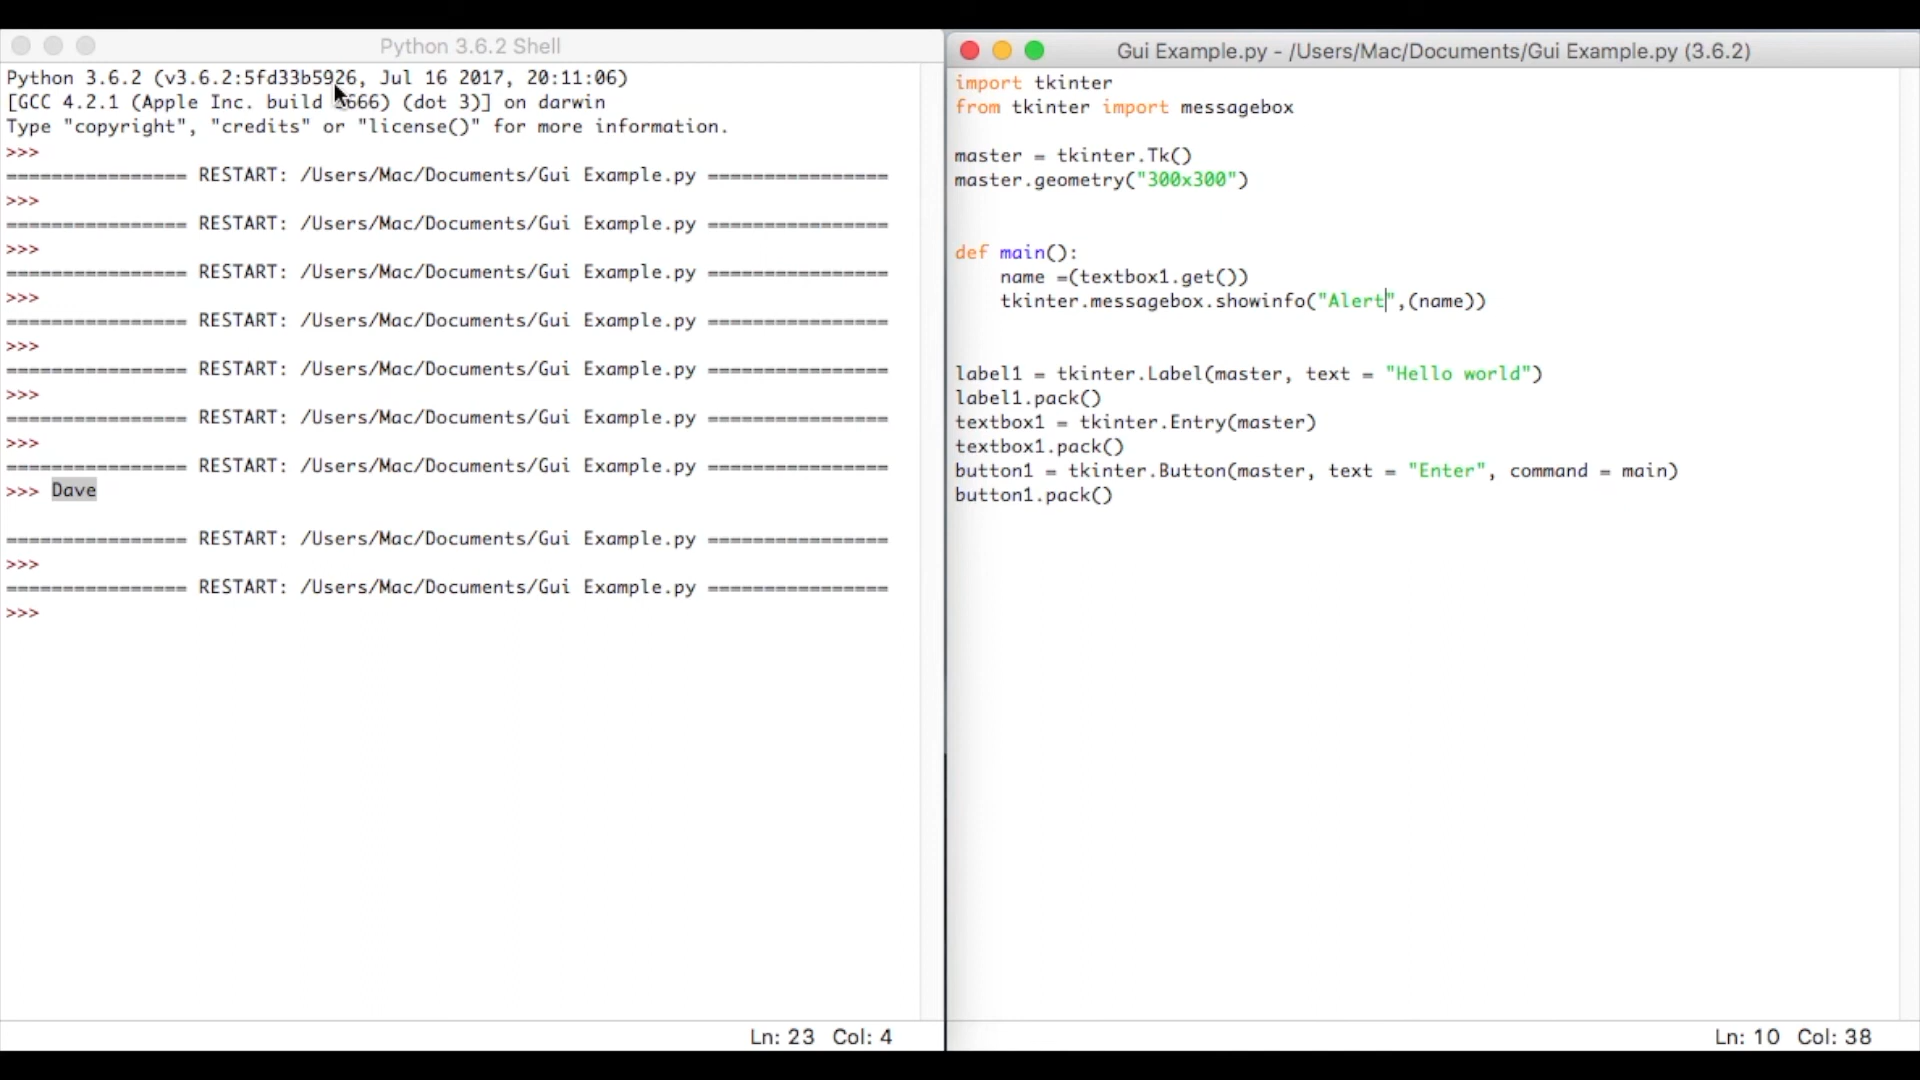 Python 3.6.2 Shell
Python 3.6.2 (v3.6.2:5fd33b5926, Jul 16 2017, 20:11:06)
[GCC 4.2.1 (Apple Inc. build 666) (dot 3)] on darwin
Type "copyright", "credits" or "license()" for more information.
>>>
================ RESTART: /Users/Mac/Documents/Gui Example.py ================
>>>
================ RESTART: /Users/Mac/Documents/Gui Example.py ================
>>>
================ RESTART: /Users/Mac/Documents/Gui Example.py ================
>>>
================ RESTART: /Users/Mac/Documents/Gui Example.py ================
>>>
================ RESTART: /Users/Mac/Documents/Gui Example.py ================
>>>
================ RESTART: /Users/Mac/Documents/Gui Example.py ================
>>>
================ RESTART: /Users/Mac/Documents/Gui Example.py ================
>>> Dave
================ RESTART: /Users/Mac/Documents/Gui Example.py ================
>>>
================ RESTART: /Users/Mac/Documents/Gui Example.py ================
>>>
Ln: 23 Col: 4
Gui Example.py - /Users/Mac/Documents/Gui Example.py (3.6.2)
import tkinter
from tkinter import messagebox
master = tkinter.Tk()
master.geometry("300x300")
def main():
    name =(textbox1.get())
    tkinter.messagebox.showinfo("Alert",(name))
label1 = tkinter.Label(master, text = "Hello world")
label1.pack()
textbox1 = tkinter.Entry(master)
textbox1.pack()
button1 = tkinter.Button(master, text = "Enter", command = main)
button1.pack()
Ln: 10 Col: 38